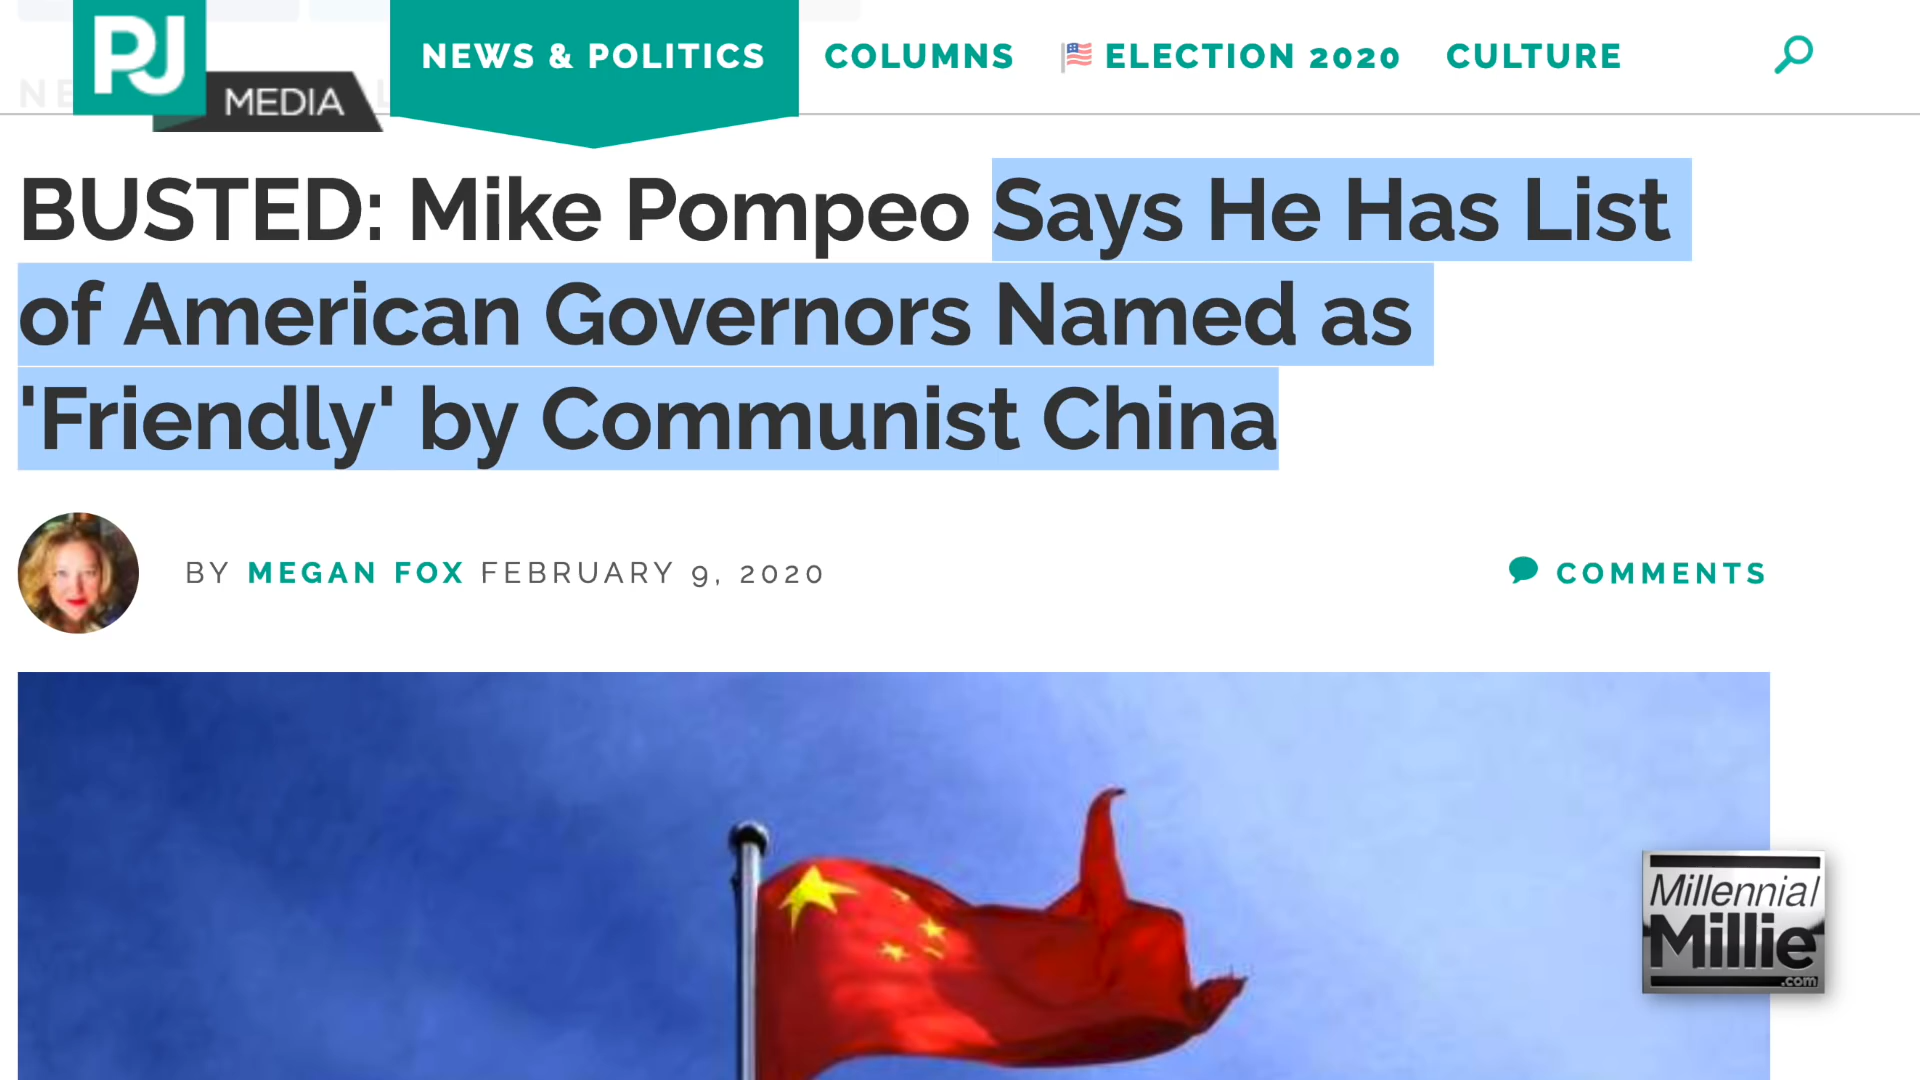 PJ
MEDIA
NEWS & POLITICS
COLUMNS
ELECTION 2020
CULTURE
NE
L
BUSTED: Mike Pompeo Says He Has List
of American Governors Named as
'Friendly' by Communist China
BY MEGAN FOX FEBRUARY 9, 2020
COMMENTS
Millennial
Millie
.com